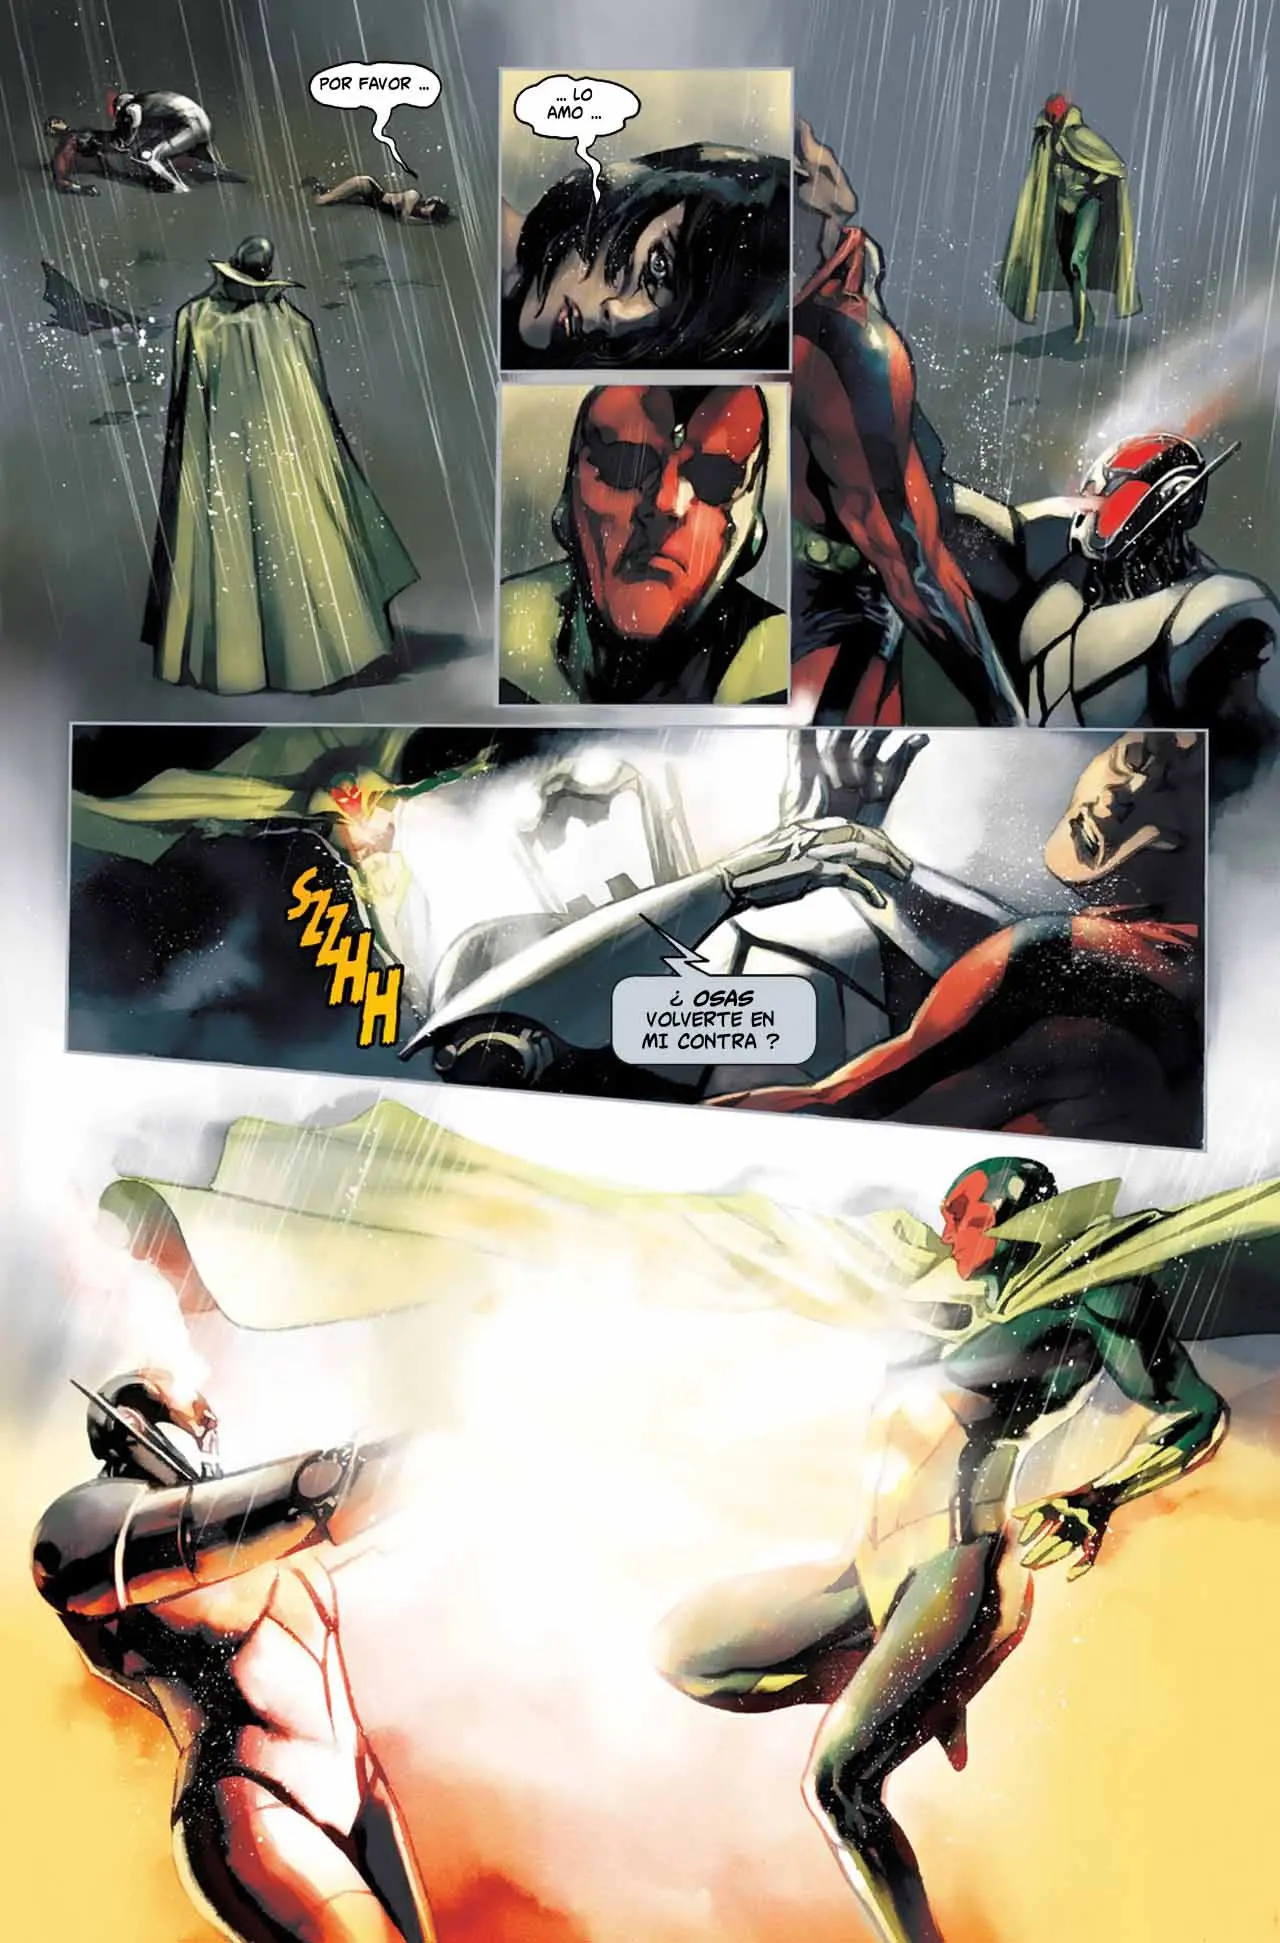 POR FAVOR ...
... LO
AMO ...
SZZHH
¿ OSAS
VOLVERTE EN
MI CONTRA ?